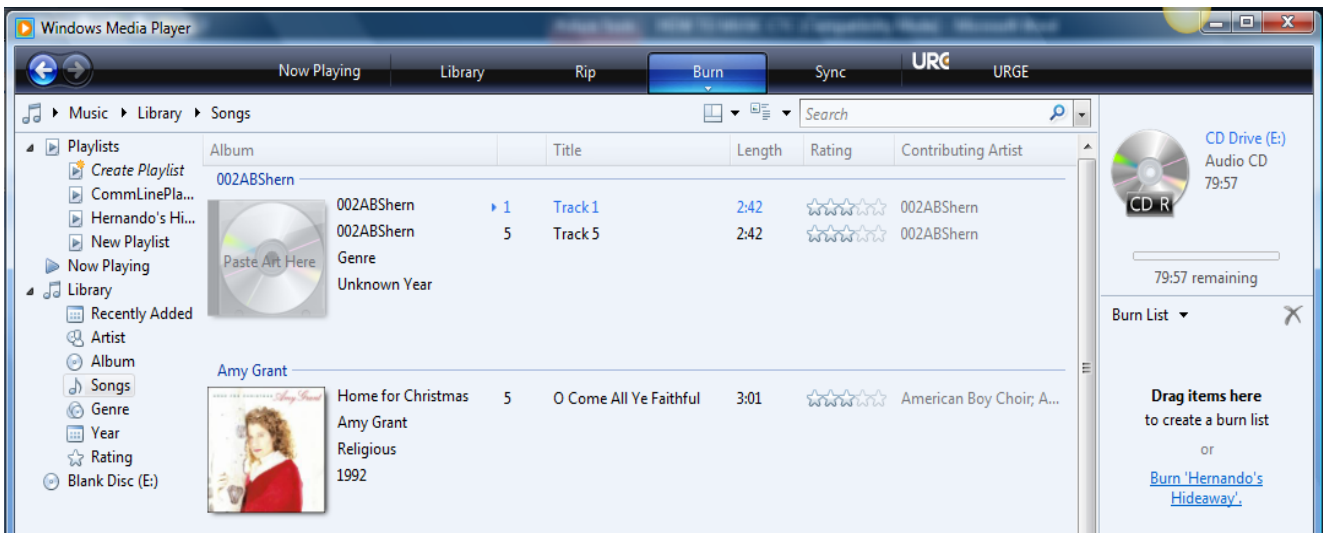 Windows Media Player
Now Playing Library Rip Burn Sync URGE URGE
Music Library Songs
Search
Playlists
Create Playlist
CommLinePla...
Hernando's Hi...
New Playlist
Now Playing
Library
Recently Added
Artist
Album
Songs
Genre
Year
Rating
Blank Disc (E:)
Album Title Length Rating Contributing Artist
002ABShern
Paste Art Here
002ABShern 1 Track 1 2:42 002ABShern
002ABShern 5 Track 5 2:42 002ABShern
Genre
Unknown Year
Amy Grant
HOME FOR CHRISTMAS Amy Grant
Home for Christmas 5 O Come All Ye Faithful 3:01 American Boy Choir; A...
Amy Grant
Religious
1992
CD R
CD Drive (E:)
Audio CD
79:57
79:57 remaining
Burn List
Drag items here
to create a burn list
or
Burn 'Hernando's
Hideaway'.